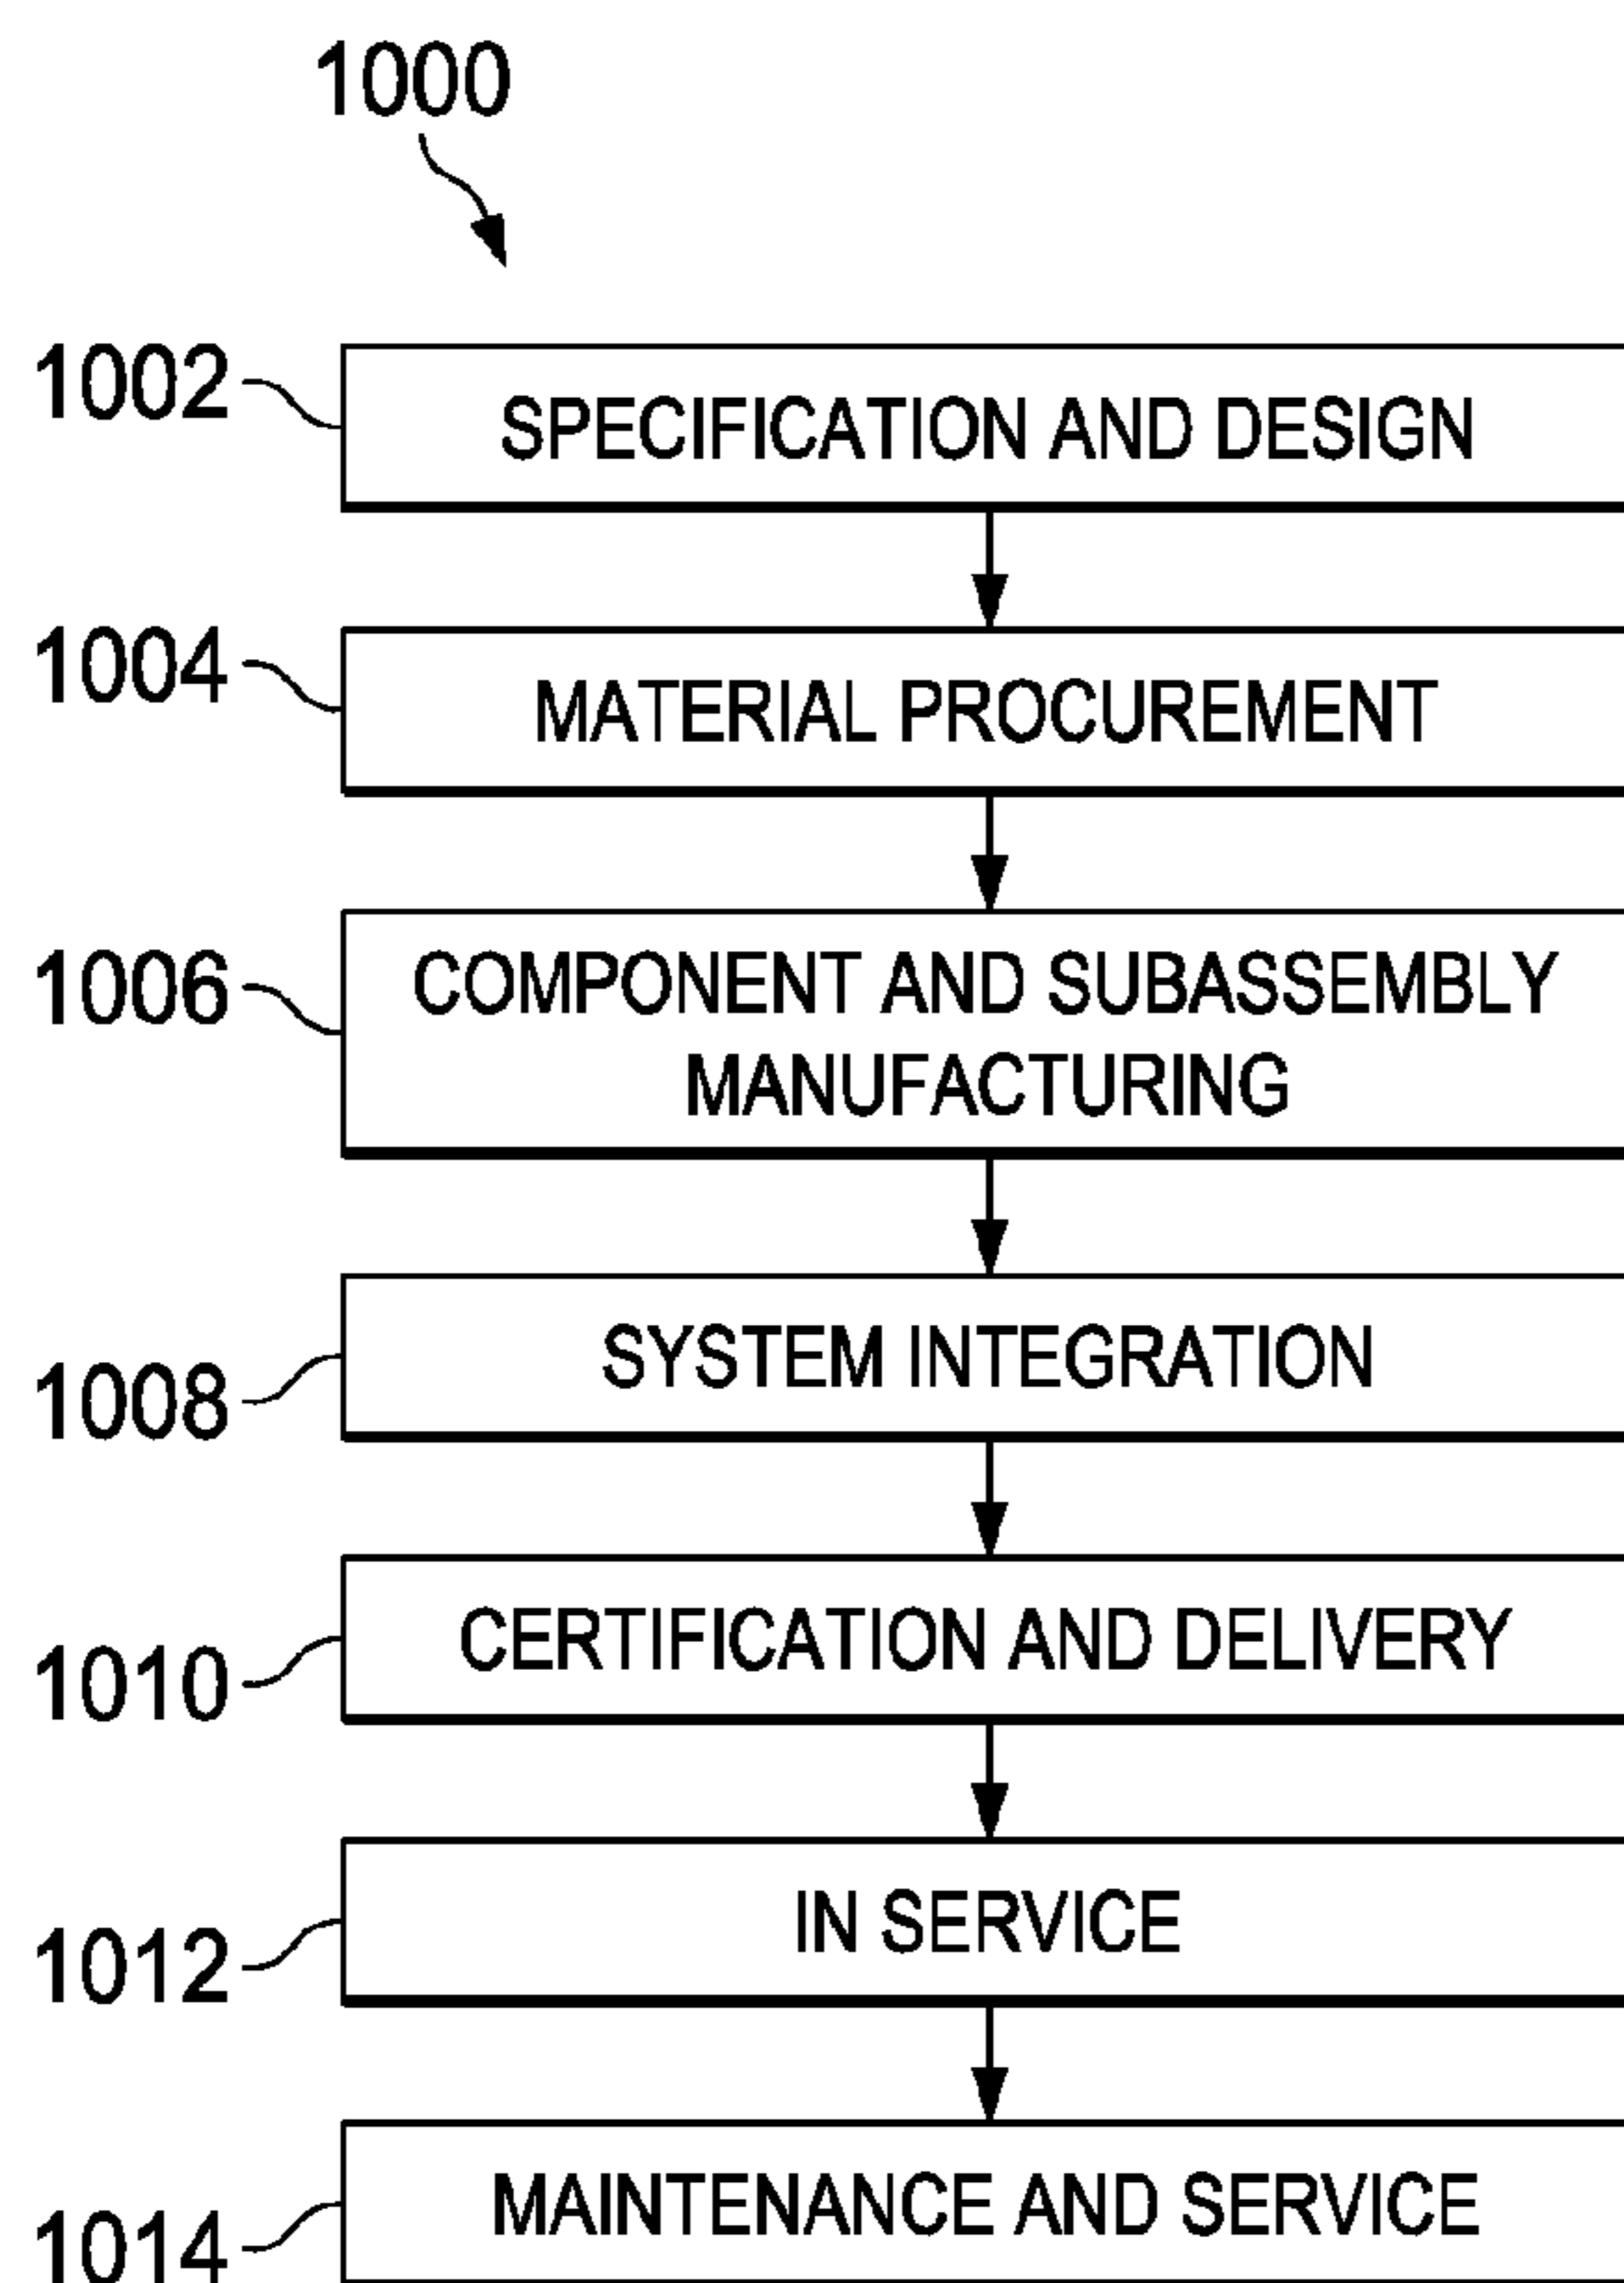 1000
1002
SPECIFICATION AND DESIGN
1004
MATERIAL PROCUREMENT
1006
COMPONENT AND SUBASSEMBLY
MANUFACTURING
1008
SYSTEM INTEGRATION
1010
CERTIFICATION AND DELIVERY
1012
IN SERVICE
1014
MAINTENANCE AND SERVICE